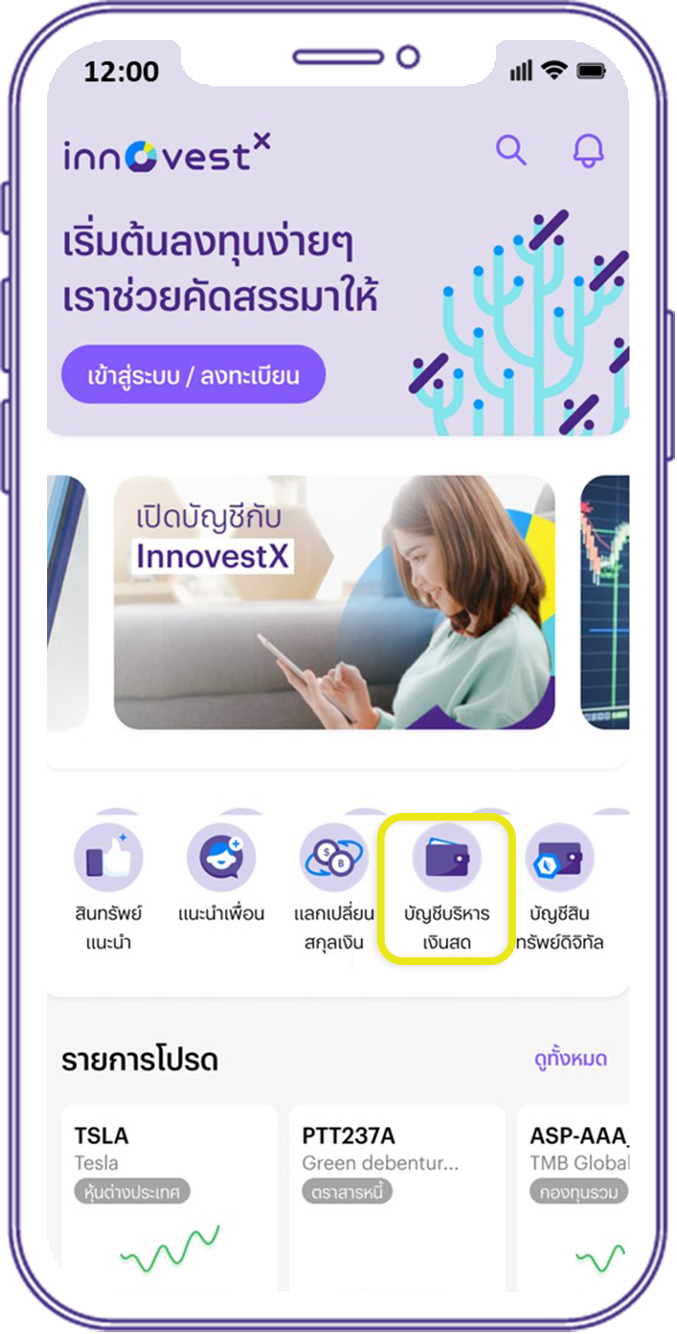 12:00
innovestx
เริ่มต้นลงทุนง่ายๆ
เราช่วยคัดสรรมาให้
เข้าสู่ระบบ / ลงทะเบียน
เปิดบัญชีกับ
InnovestX
สินทรัพย์
แนะนำ
แนะนำเพื่อน
แลกเปลี่ยน
สกุลเงิน
บัญชีบริหาร
เงินสด
บัญชีสิน
ทรัพย์ดิจิทัล
รายการโปรด
ดูทั้งหมด
TSLA
Tesla
หุ้นต่างประเทศ
PTT237A
Green debentur...
ตราสารหนี้
ASP-AAA
TMB Global
กองทุนรวม